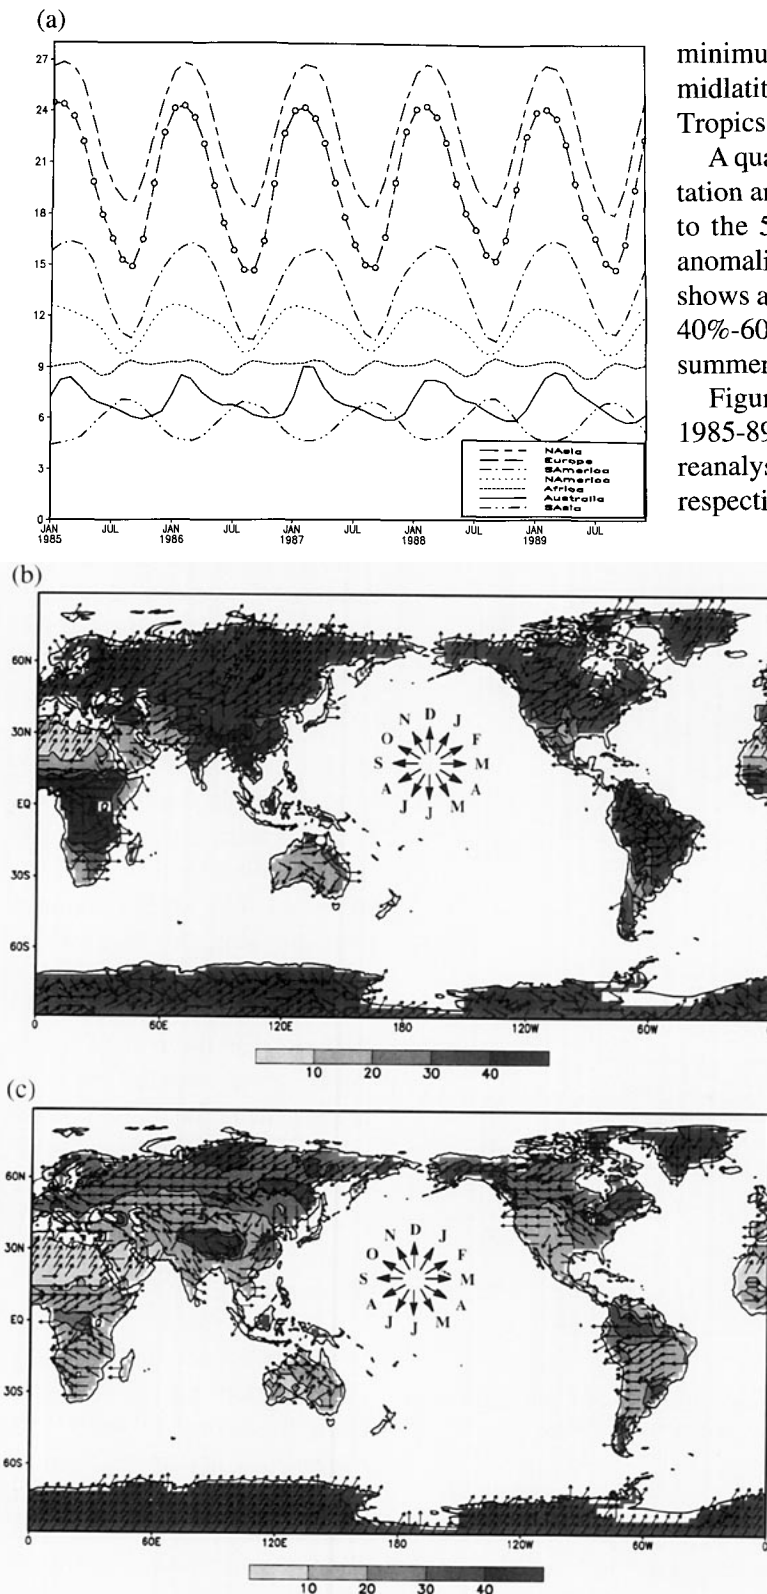 (a)
27
24
21
18
15
12
9
6
3
0
JAN JUL JAN JUL JAN JUL JAN JUL JAN JUL
1985 1986 1987 1988 1989
NAsia
Europe
SAmerica
NAmerica
Africa
Australia
SAsia
minimu
midlatit
Tropics
A qua
tation an
to the 5
anomali
shows a
40%-60
summer
Figur
1985-89
reanalys
respecti
(b)
60N
30N
EQ
30S
60S
0 60E 120E 180 120W 60W 0
N D J
O F
S M
A A
J J M
10 20 30 40
(c)
60N
30N
EQ
30S
60S
0 60E 120E 180 120W 60W 0
N D J
O F
S M
A A
J J M
10 20 30 40